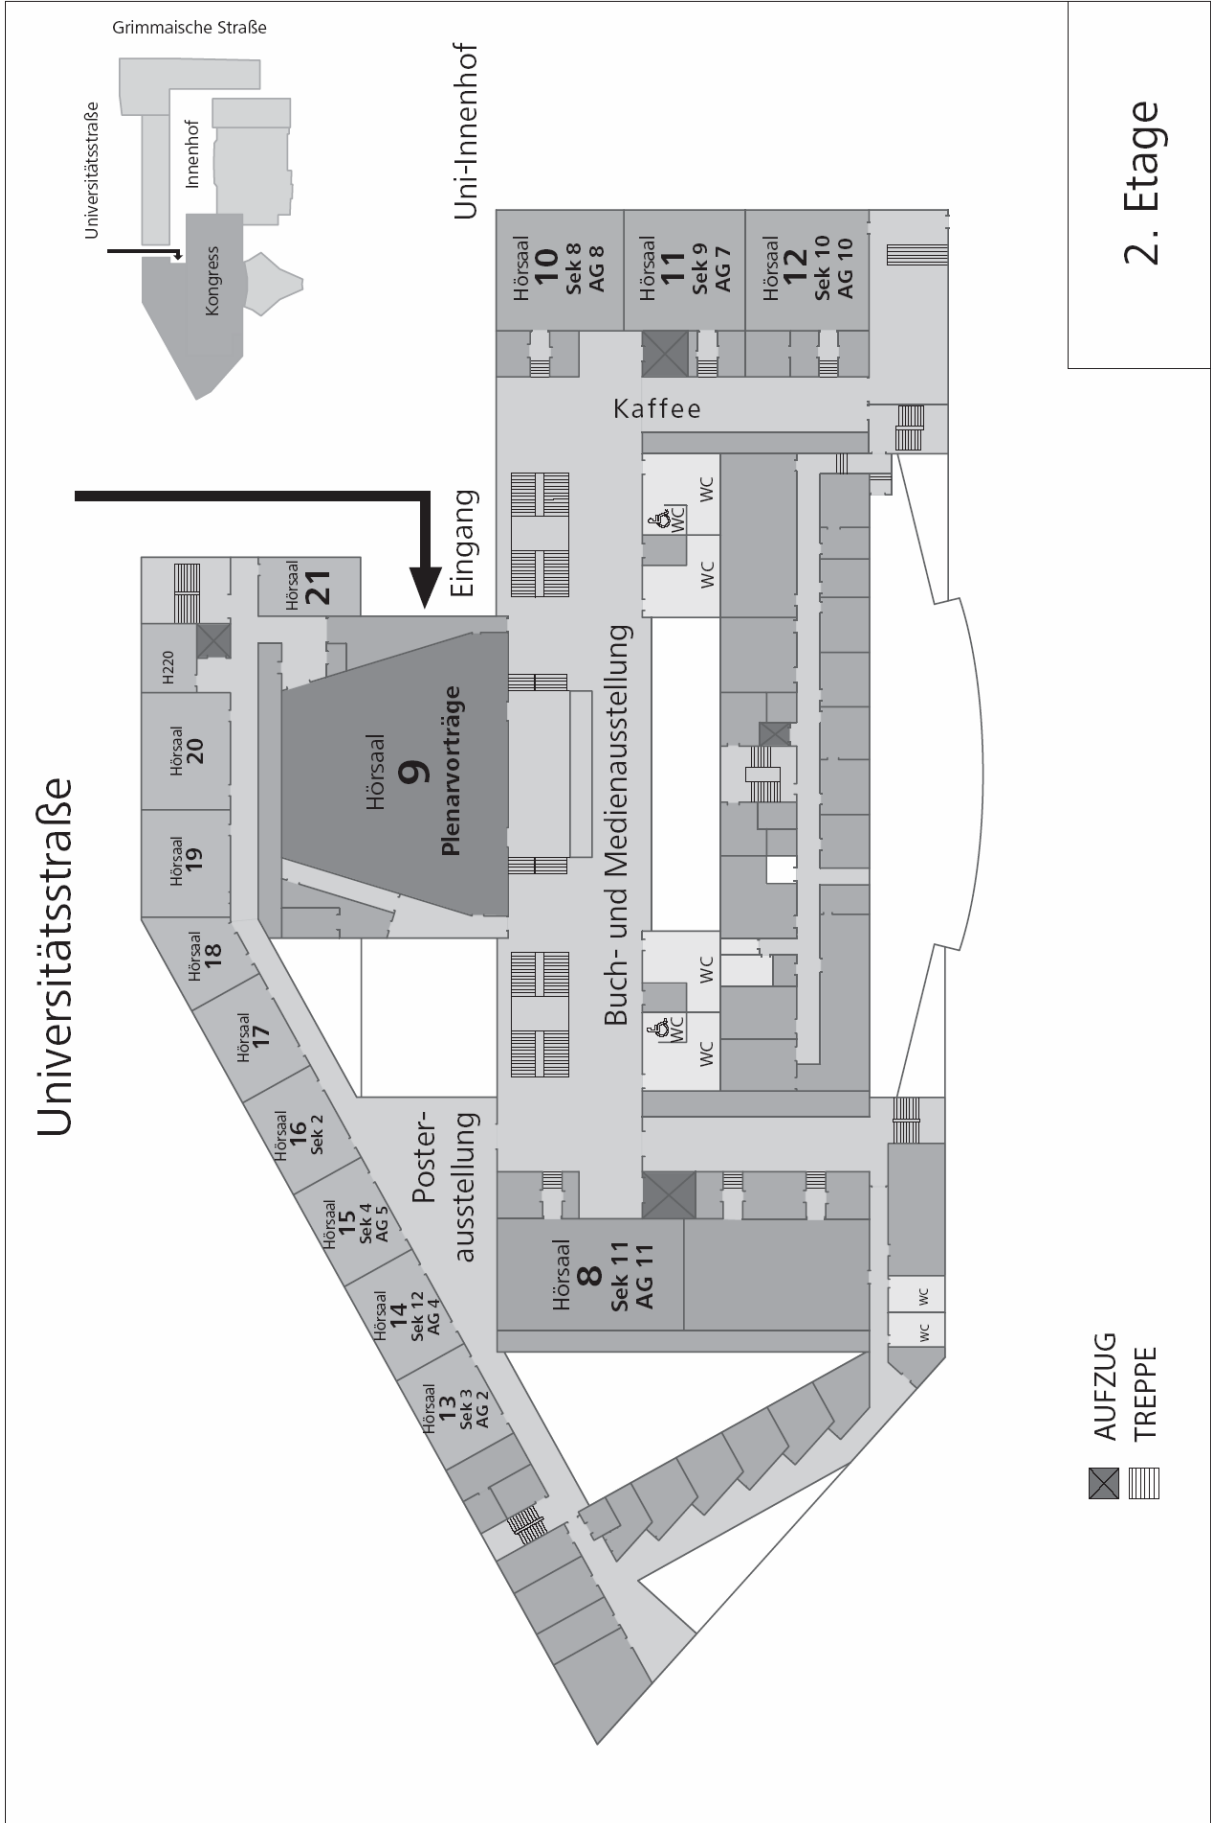 Grimmaische Straße
Universitätsstraße
Innenhof
Kongress
Uni-Innenhof
2. Etage
Hörsaal
10
Sek 8
AG 8
Hörsaal
11
Sek 9
AG 7
Hörsaal
12
Sek 10
AG 10
Kaffee
Eingang
WC
WC
WC
Hörsaal
21
H220
Hörsaal
20
Hörsaal
19
Hörsaal
9
Plenarvorträge
Buch- und Medienausstellung
Universitätsstraße
Hörsaal
18
Hörsaal
17
Hörsaal
16
Sek 2
Hörsaal
15
Sek 4
AG 5
Hörsaal
14
Sek 12
AG 4
Hörsaal
13
Sek 3
AG 2
WC
WC
WC
Poster-
ausstellung
Hörsaal
8
Sek 11
AG 11
WC
WC
AUFZUG
TREPPE